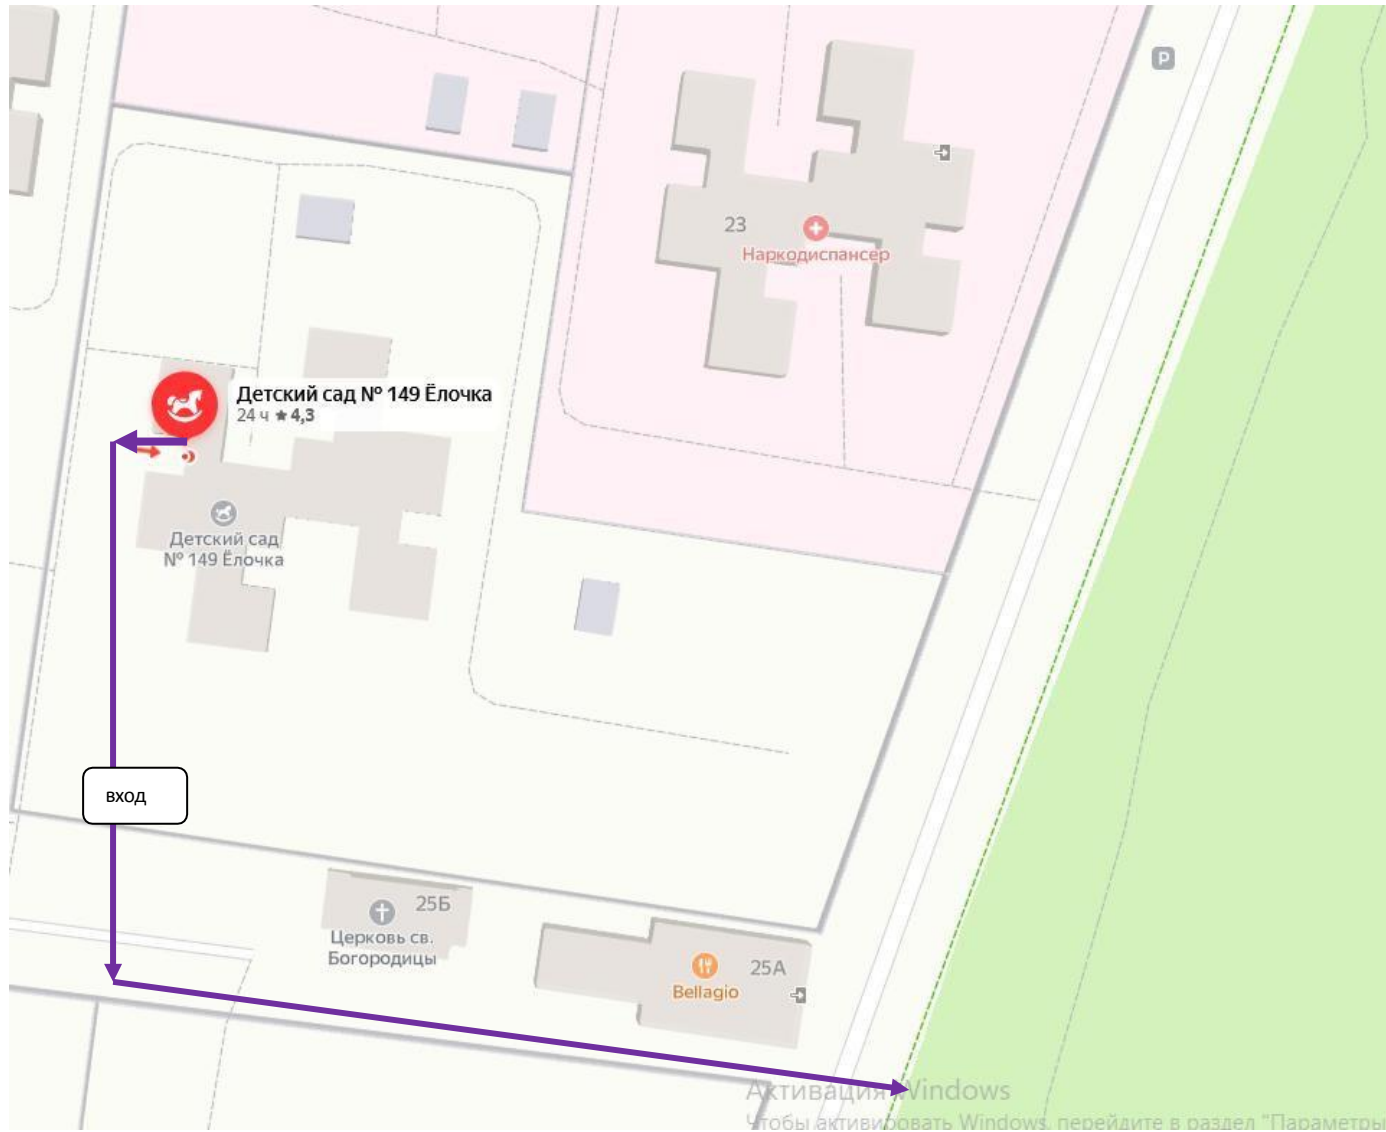 P
23
Наркодиспансер
Детский сад № 149 Ёлочка
24 ч ★ 4,3
Детский сад
№ 149 Ёлочка
вход
25Б
Церковь св.
Богородицы
25А
Bellagio
Активация Windows
Чтобы активировать Windows, перейдите в раздел "Параметры